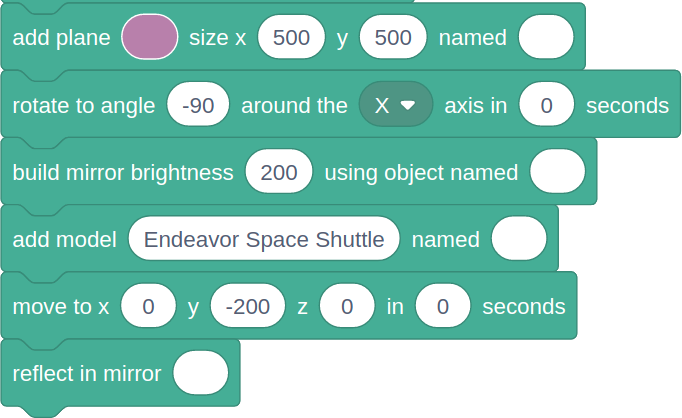 add plane size x 500 y 500 named
rotate to angle -90 around the X axis in 0 seconds
build mirror brightness 200 using object named
add model Endeavor Space Shuttle named
move to x 0 y -200 z 0 in 0 seconds
reflect in mirror